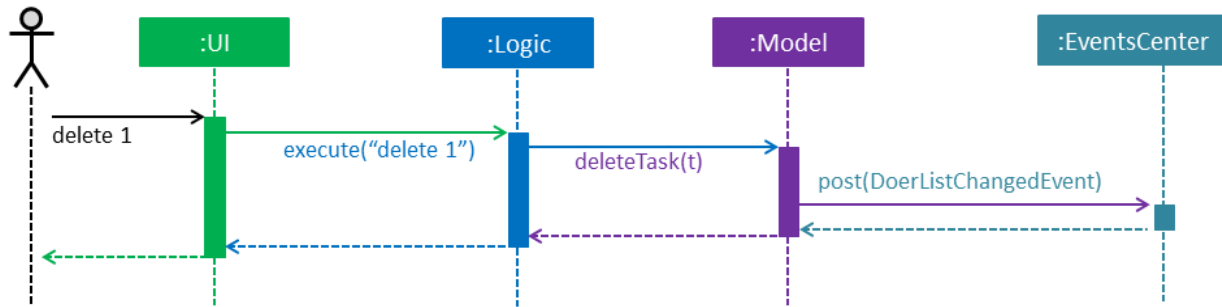 :UI
:Logic
:Model
:EventsCenter
delete 1
execute(“delete 1”)
deleteTask(t)
post(DoerListChangedEvent)